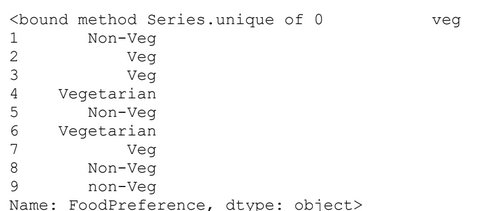 <bound method Series.unique of 0           veg
1       Non-Veg
2           Veg
3           Veg
4    Vegetarian
5       Non-Veg
6    Vegetarian
7           Veg
8       Non-Veg
9       non-Veg
Name: FoodPreference, dtype: object>